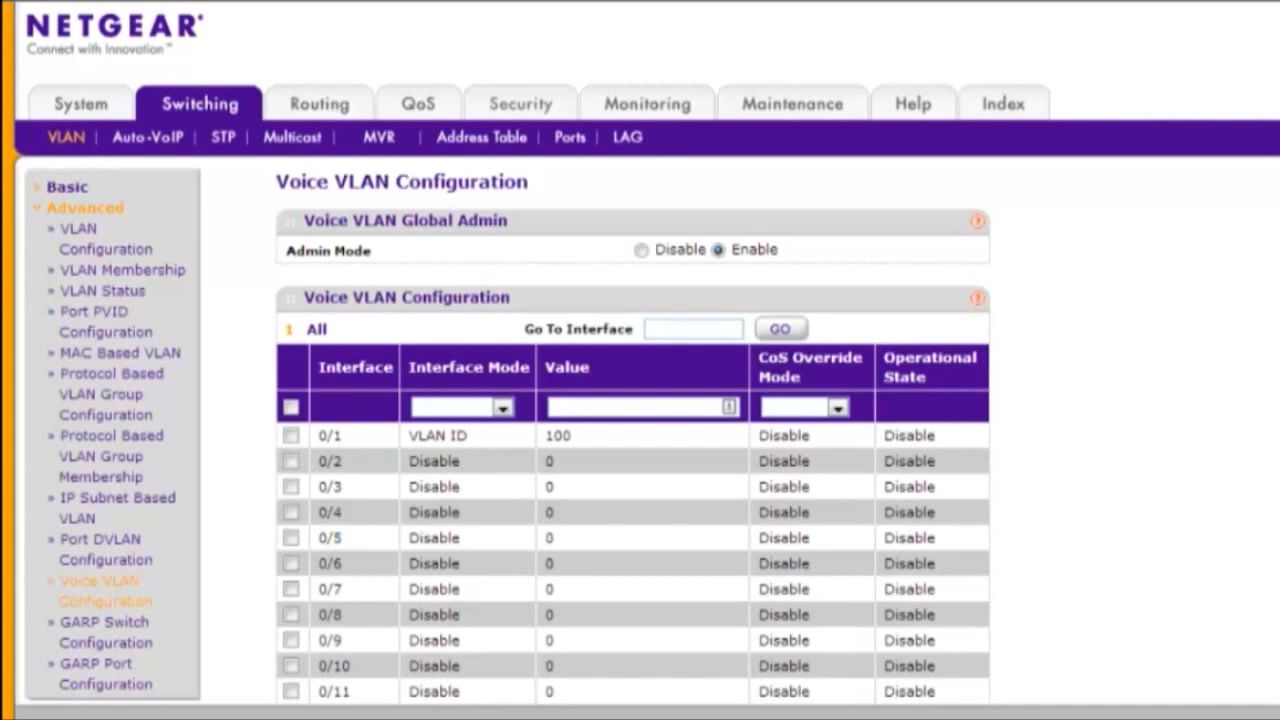 NETGEAR
Connect with Innovation™
System Switching Routing QoS Security Monitoring Maintenance Help Index
VLAN | Auto-VoIP | STP | Multicast | MVR | Address Table | Ports | LAG
Basic
Advanced
» VLAN
Configuration
» VLAN Membership
» VLAN Status
» Port PVID
Configuration
» MAC Based VLAN
» Protocol Based
VLAN Group
Configuration
» Protocol Based
VLAN Group
Membership
» IP Subnet Based
VLAN
» Port DVLAN
Configuration
» Voice VLAN
Configuration
» GARP Switch
Configuration
» GARP Port
Configuration
Voice VLAN Configuration
Voice VLAN Global Admin
Admin Mode Disable Enable
Voice VLAN Configuration
1 All Go To Interface GO
Interface Interface Mode Value CoS Override Mode Operational State
0/1 VLAN ID 100 Disable Disable
0/2 Disable 0 Disable Disable
0/3 Disable 0 Disable Disable
0/4 Disable 0 Disable Disable
0/5 Disable 0 Disable Disable
0/6 Disable 0 Disable Disable
0/7 Disable 0 Disable Disable
0/8 Disable 0 Disable Disable
0/9 Disable 0 Disable Disable
0/10 Disable 0 Disable Disable
0/11 Disable 0 Disable Disable